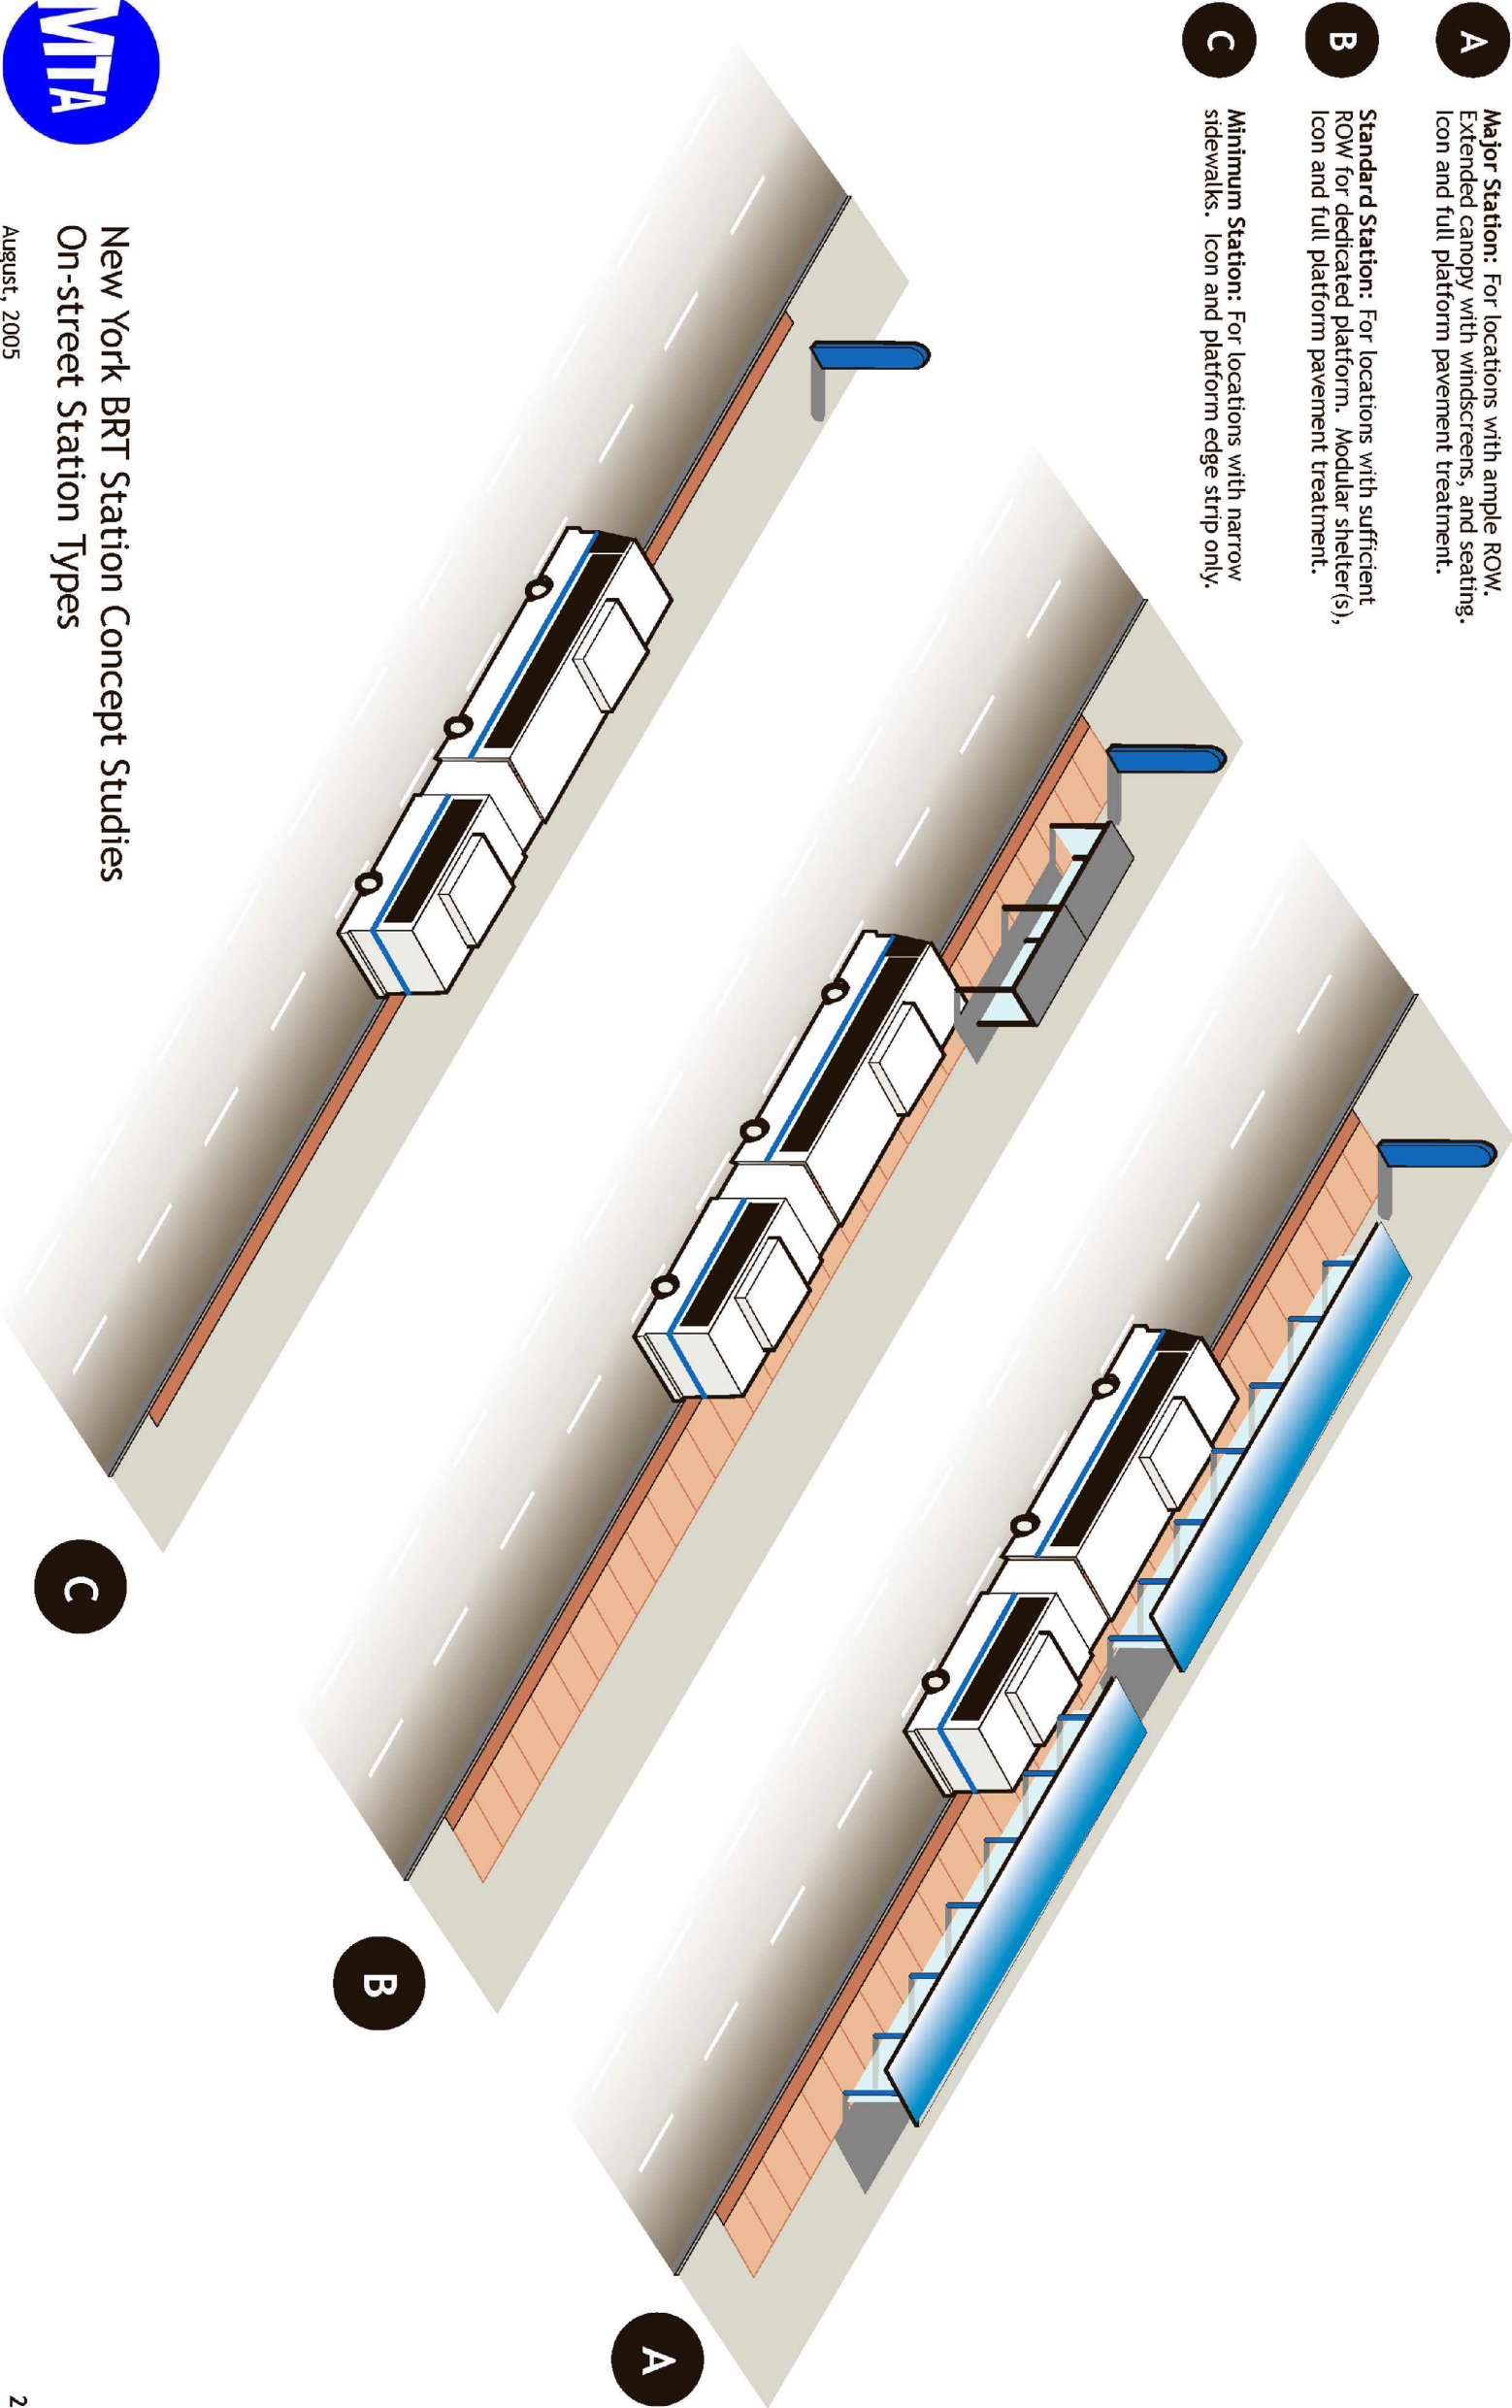 A
Major Station: For locations with ample ROW.
Extended canopy with windscreens, and seating.
Icon and full platform pavement treatment.
B
Standard Station: For locations with sufficient
ROW for dedicated platform. Modular shelter(s),
Icon and full platform pavement treatment.
C
Minimum Station: For locations with narrow
sidewalks. Icon and platform edge strip only.
A
B
C
MTA
New York BRT Station Concept Studies
On-street Station Types
August, 2005
2